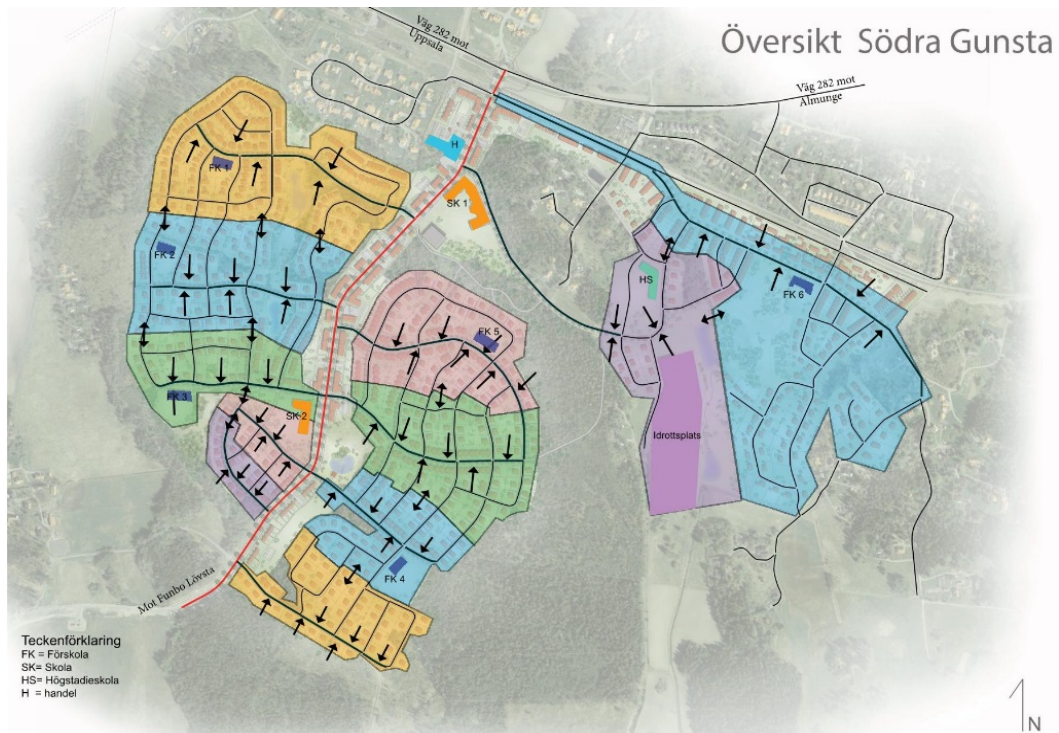 Översikt Södra Gunsta
Väg 282 mot
Uppsala
Väg 282 mot
Almunge
H
FK 1
SK 1
FK 2
HS
FK 6
FK 5
FK 3
SK 2
Idrottsplats
FK 4
Mot Funbo Lövsta
Teckenförklaring
FK = Förskola
SK= Skola
HS= Högstadieskola
H = handel
N